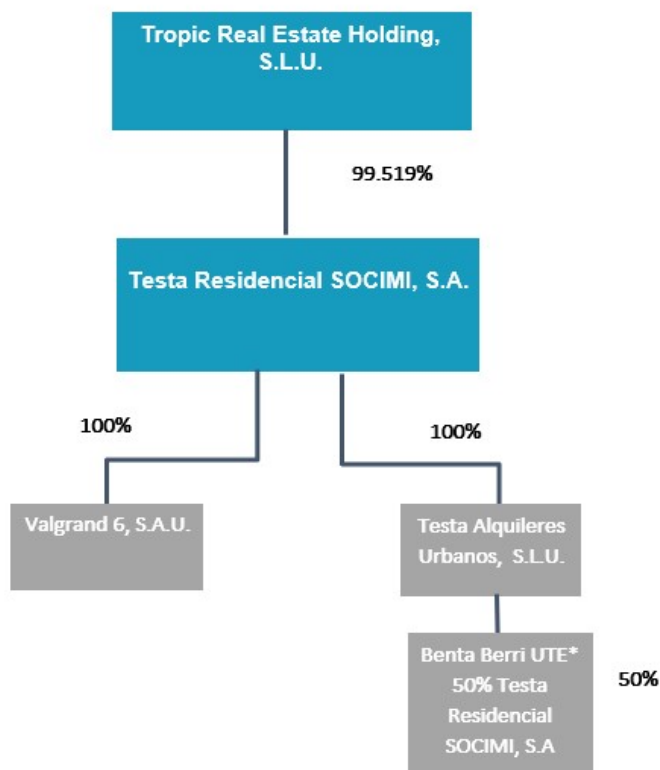 Tropic Real Estate Holding,
S.L.U.
99.519%
Testa Residencial SOCIMI, S.A.
100%
100%
Valgrand 6, S.A.U.
Testa Alquileres
Urbanos, S.L.U.
Benta Berri UTE*
50% Testa
Residencial
SOCIMI, S.A
50%